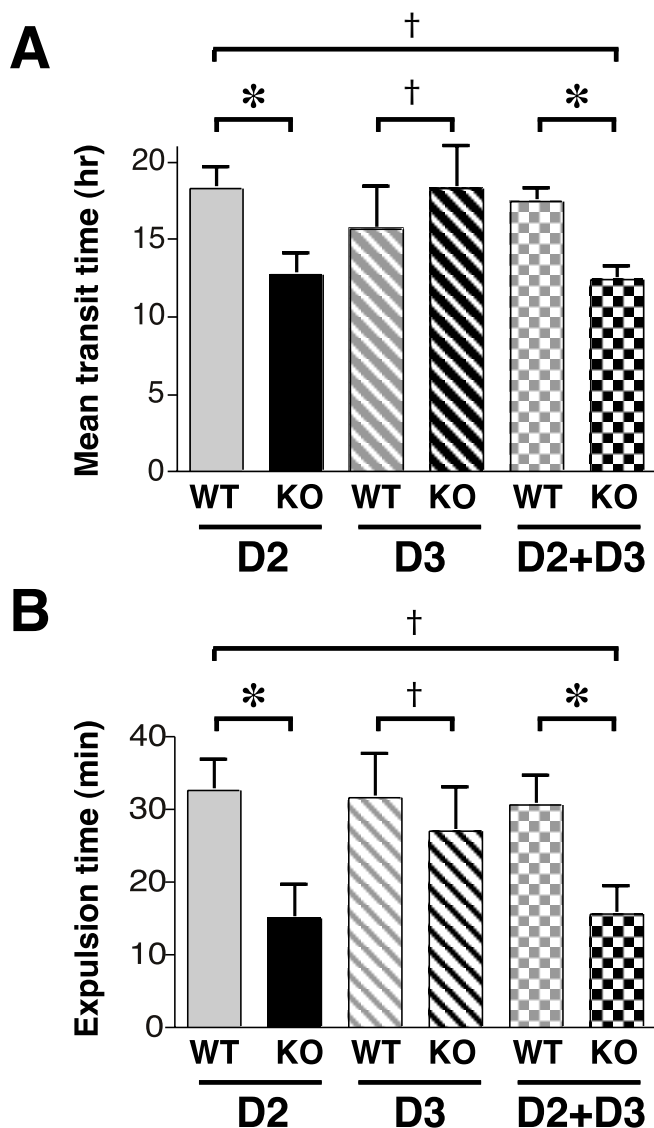 A
†
* † *
Mean transit time (hr)
20
15
10
5
0
WT KO WT KO WT KO
D2 D3 D2+D3
B
†
* † *
Expulsion time (min)
40
30
20
10
0
WT KO WT KO WT KO
D2 D3 D2+D3